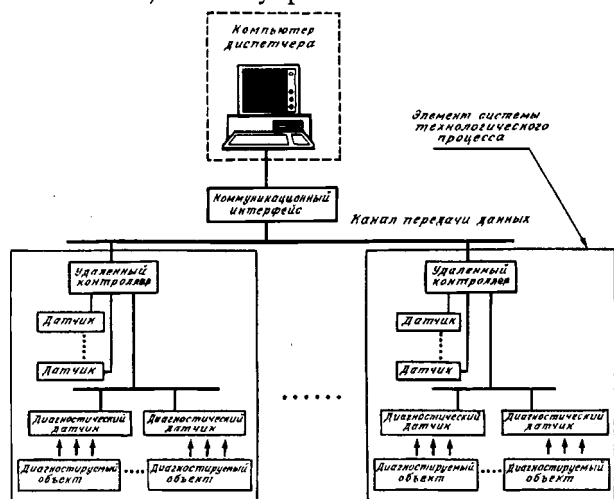 Компьютер
диспетчера
Элемент системы
технологического
процесса
Коммуникационный
интерфейс
Канал передачи данных
Удаленный
контроллер
Датчик
Датчик
Диагностический
датчик
Диагностический
датчик
Диагностируемый
объект
Диагностируемый
объект
Удаленный
контроллер
Датчик
Датчик
Диагностический
датчик
Диагностический
датчик
Диагностируемый
объект
Диагностируемый
объект